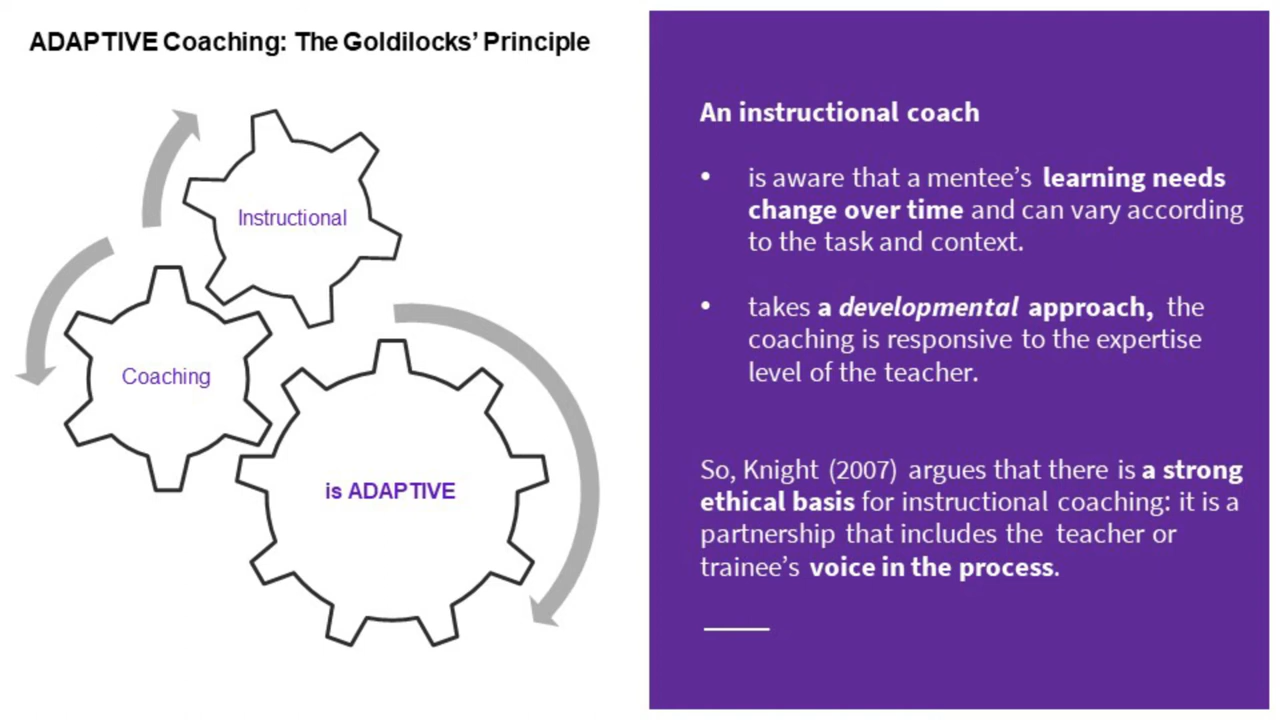 ADAPTIVE Coaching: The Goldilocks’ Principle
Instructional
Coaching
is ADAPTIVE
An instructional coach
• is aware that a mentee’s learning needs
change over time and can vary according
to the task and context.
• takes a developmental approach, the
coaching is responsive to the expertise
level of the teacher.
So, Knight (2007) argues that there is a strong
ethical basis for instructional coaching: it is a
partnership that includes the teacher or
trainee’s voice in the process.